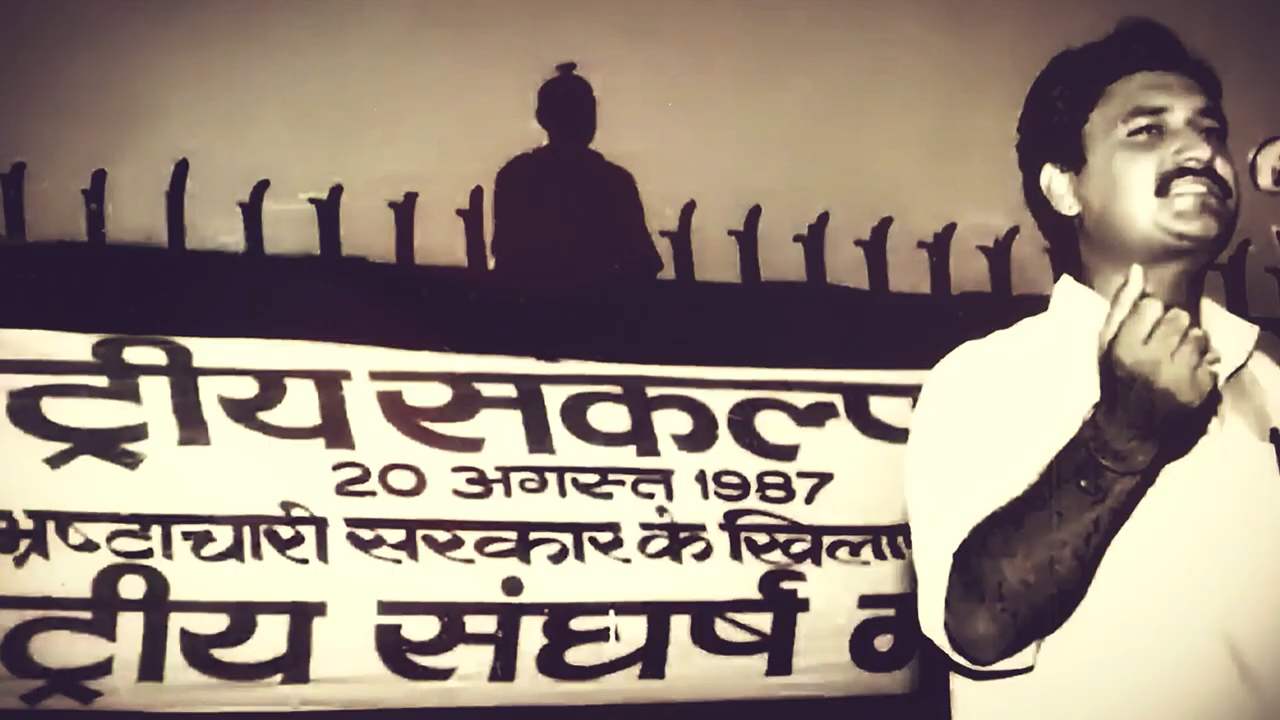 ट्रीय सकल्प
20 अगस्त 1987
भ्रष्टाचारी सरकार के खिला
ट्रीय संघर्ष